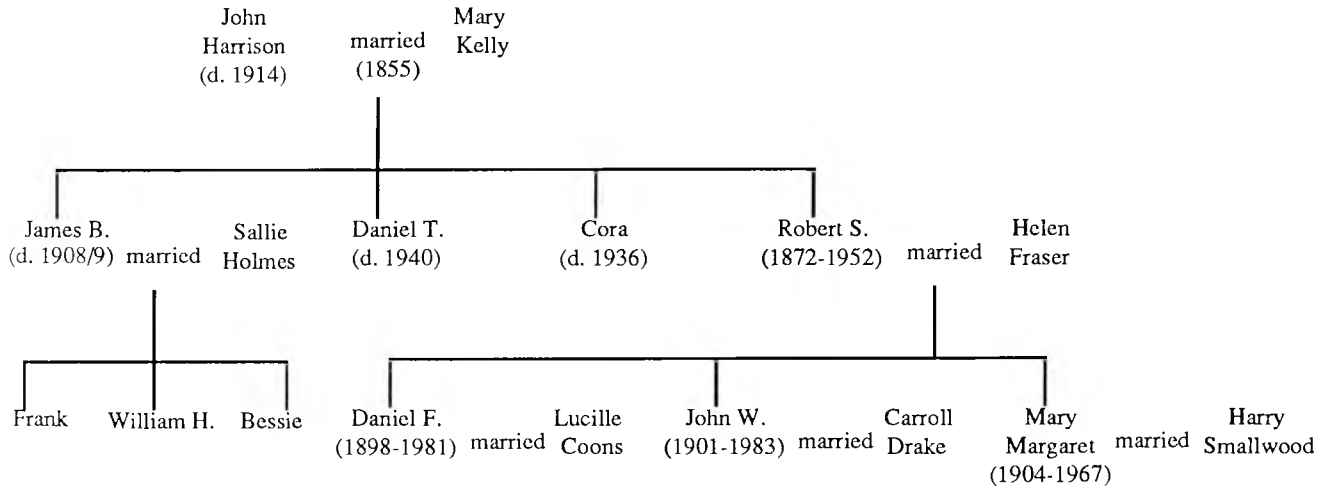 John
Harrison
(d. 1914)
married
(1855)
Mary
Kelly
James B.
(d. 1908/9)
married
Sallie
Holmes
Daniel T.
(d. 1940)
Cora
(d. 1936)
Robert S.
(1872-1952)
married
Helen
Fraser
Frank
William H.
Bessie
Daniel F.
(1898-1981)
married
Lucille
Coons
John W.
(1901-1983)
married
Carroll
Drake
Mary
Margaret
(1904-1967)
married
Harry
Smallwood